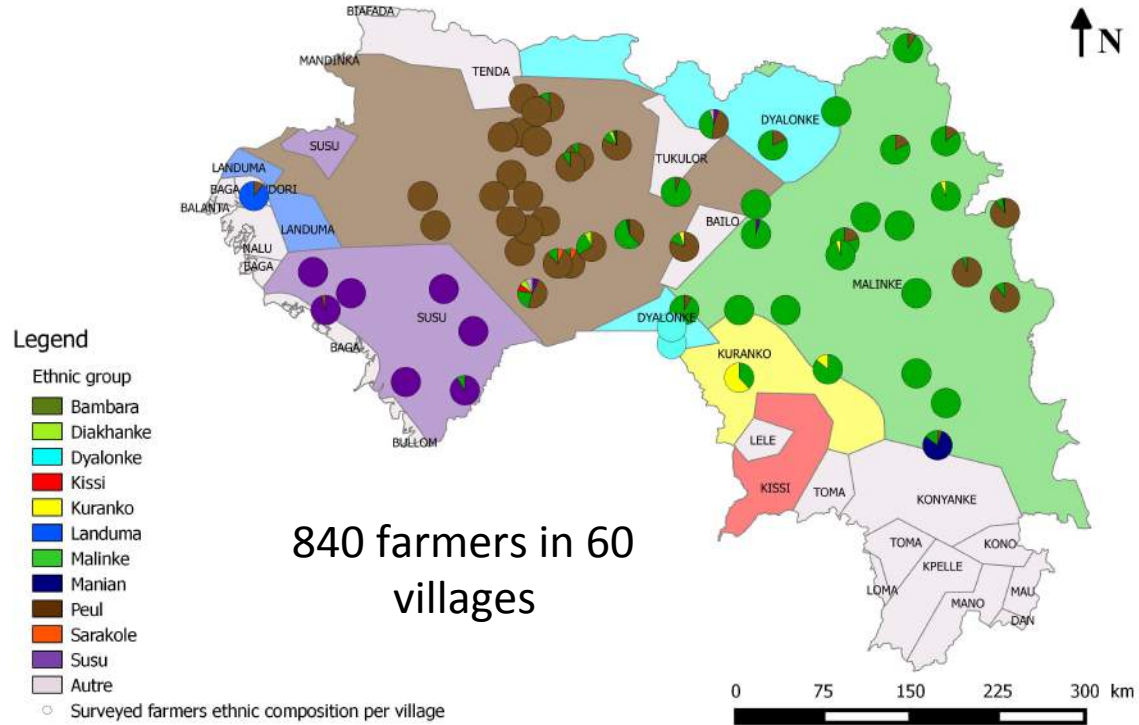 BIAFADA
N
MANDINKA
TENDA
DYALONKE
SUSU
TUKULOR
LANDUMA
BAGA
DORI
BALANTA
LANDUMA
BAILO
NALU
BAGA
MALINKE
SUSU
DYALONKE
BAGA
KURANKO
BULLOM
LELE
KISSI
TOMA
KONYANKE
TOMA
KONO
KPELLE
LOMA
MANO
MAU
DAN
Legend
Ethnic group
Bambara
Diakhanke
Dyalonke
Kissi
Kuranko
Landuma
Malinke
Manian
Peul
Sarakole
Susu
Autre
Surveyed farmers ethnic composition per village
840 farmers in 60
villages
0 75 150 225 300 km